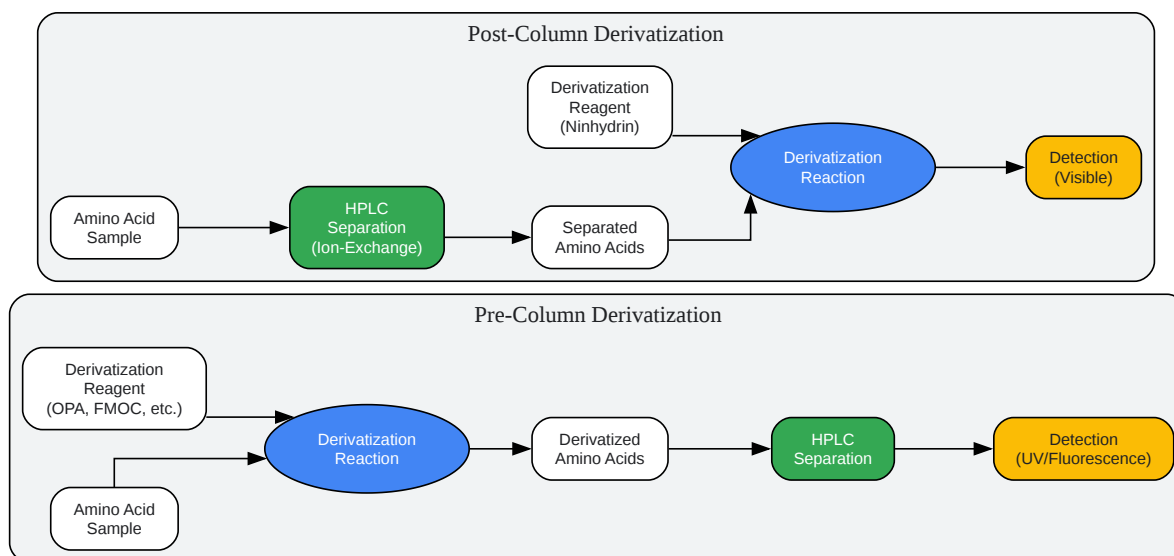 Post-Column Derivatization
Derivatization
Reagent
(Ninhydrin)
Derivatization
Reaction
Detection
(Visible)
Amino Acid
Sample
HPLC
Separation
(Ion-Exchange)
Separated
Amino Acids
Pre-Column Derivatization
Derivatization
Reagent
(OPA, FMOC, etc.)
Derivatization
Reaction
Derivatized
Amino Acids
HPLC
Separation
Detection
(UV/Fluorescence)
Amino Acid
Sample